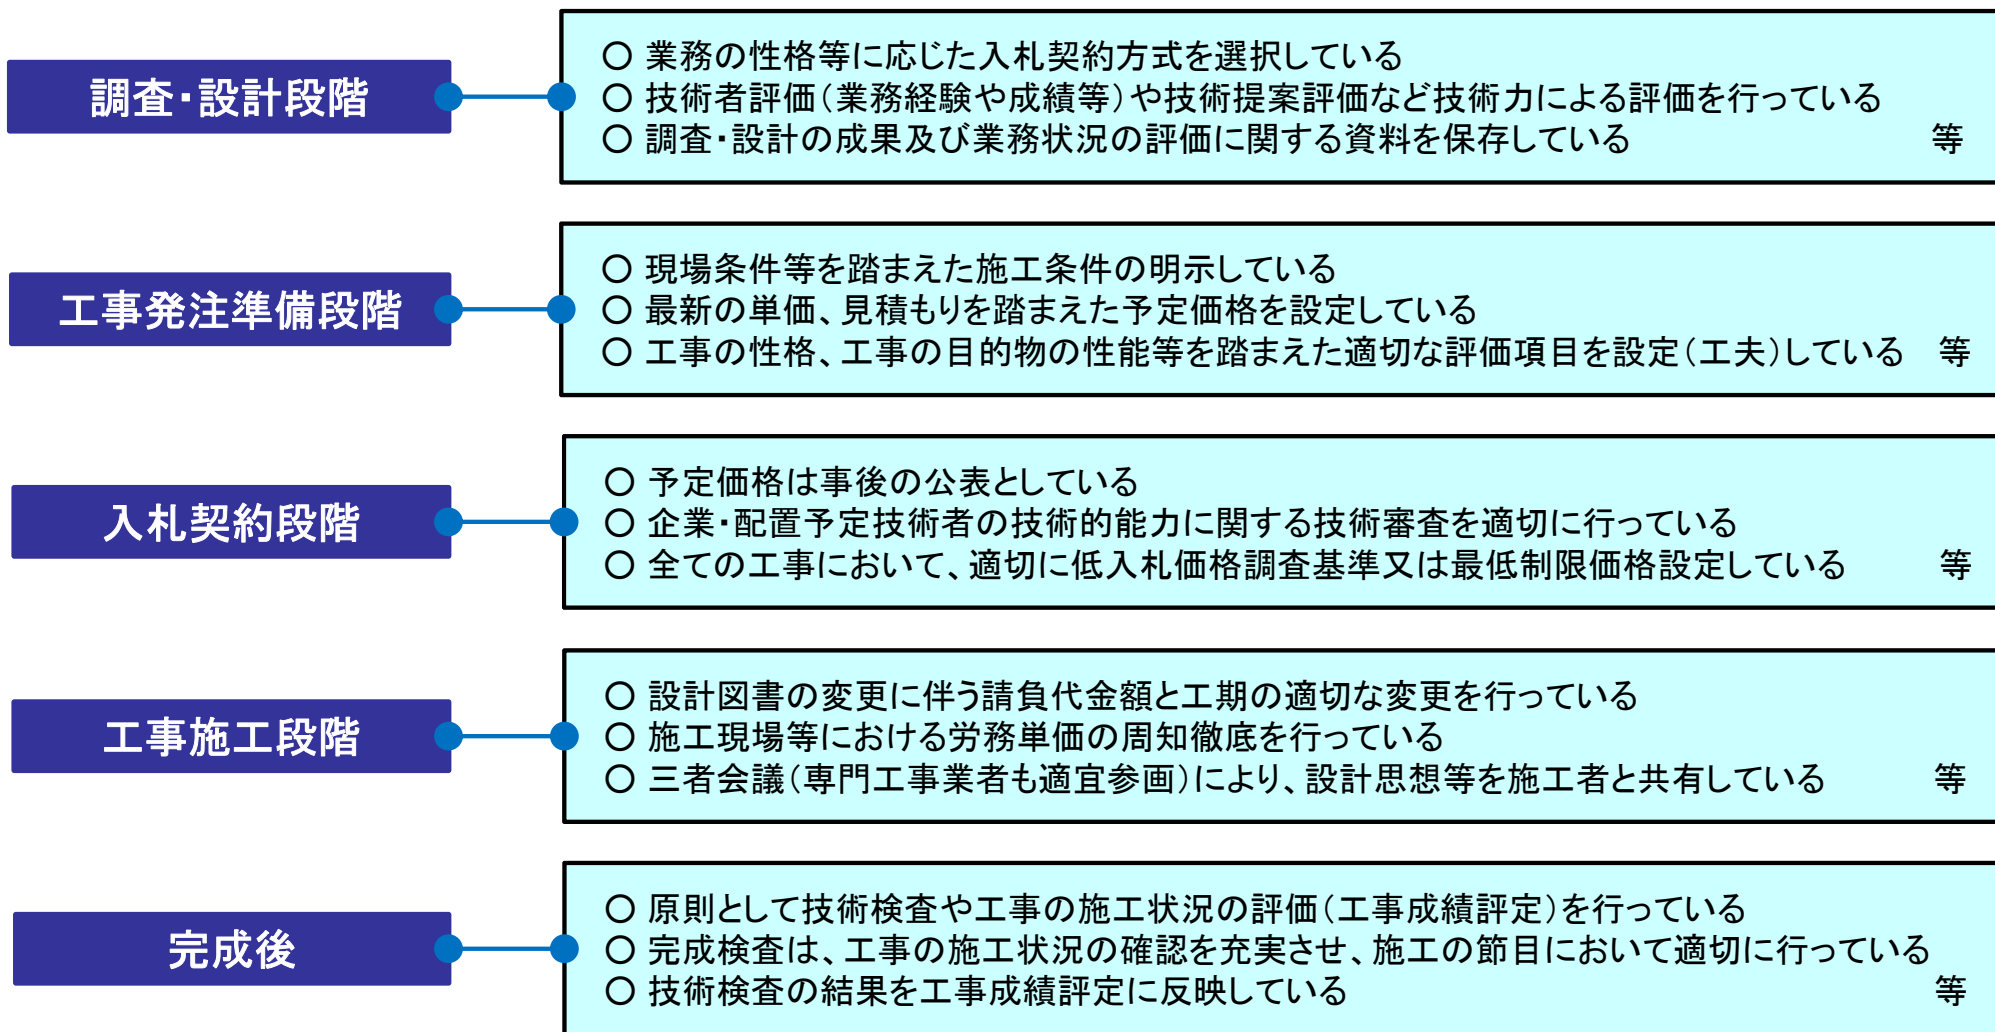 調査・設計段階
○ 業務の性格等に応じた入札契約方式を選択している
○ 技術者評価（業務経験や成績等）や技術提案評価など技術力による評価を行っている
○ 調査・設計の成果及び業務状況の評価に関する資料を保存している 等
工事発注準備段階
○ 現場条件等を踏まえた施工条件の明示している
○ 最新の単価、見積もりを踏まえた予定価格を設定している
○ 工事の性格、工事の目的物の性能等を踏まえた適切な評価項目を設定（工夫）している 等
入札契約段階
○ 予定価格は事後の公表としている
○ 企業・配置予定技術者の技術的能力に関する技術審査を適切に行っている
○ 全ての工事において、適切に低入札価格調査基準又は最低制限価格設定している 等
工事施工段階
○ 設計図書の変更に伴う請負代金額と工期の適切な変更を行っている
○ 施工現場等における労務単価の周知徹底を行っている
○ 三者会議（専門工事業者も適宜参画）により、設計思想等を施工者と共有している 等
完成後
○ 原則として技術検査や工事の施工状況の評価（工事成績評定）を行っている
○ 完成検査は、工事の施工状況の確認を充実させ、施工の節目において適切に行っている
○ 技術検査の結果を工事成績評定に反映している 等